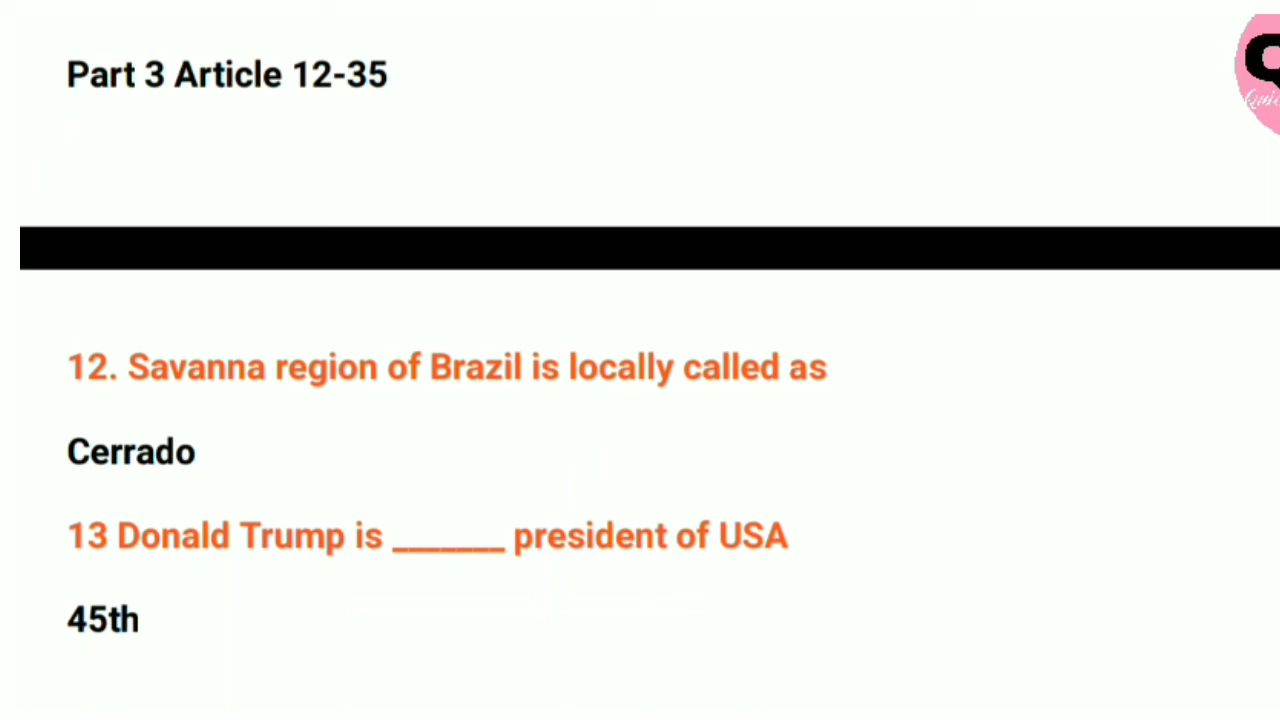 Part 3 Article 12-35
Q
12. Savanna region of Brazil is locally called as
Cerrado
13 Donald Trump is _______ president of USA
45th